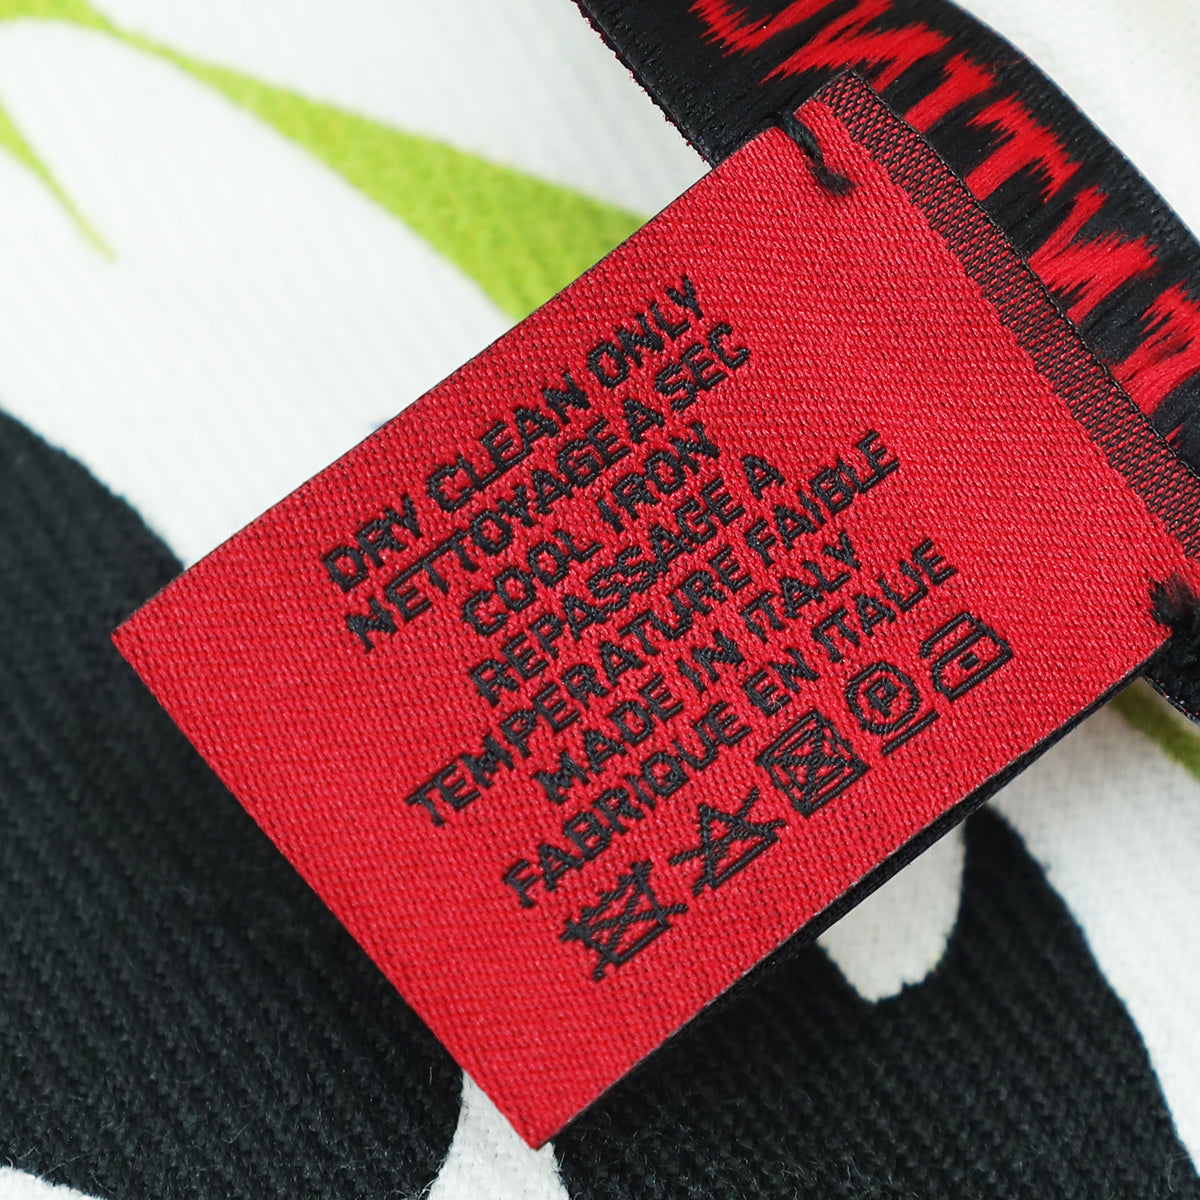 DRY CLEAN ONLY
NETTOYAGE A SEC
COOL IRON
REPASSAGE A
TEMPERATURE FAIBLE
MADE IN ITALY
FABRIQUE EN ITALIE
P